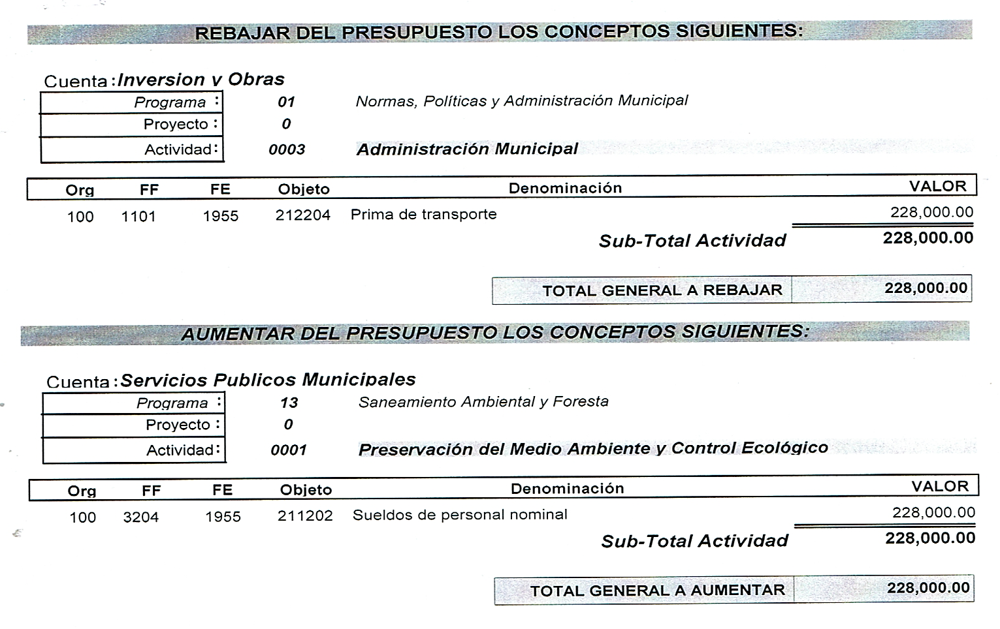 REBAJAR DEL PRESUPUESTO LOS CONCEPTOS SIGUIENTES:
Cuenta : Inversion y Obras
Programa : 01 Normas, Políticas y Administración Municipal
Proyecto : 0
Actividad: 0003 Administración Municipal
Org FF FE Objeto Denominación VALOR
100 1101 1955 212204 Prima de transporte 228,000.00
Sub-Total Actividad 228,000.00
TOTAL GENERAL A REBAJAR 228,000.00
AUMENTAR DEL PRESUPUESTO LOS CONCEPTOS SIGUIENTES:
Cuenta : Servicios Publicos Municipales
Programa : 13 Saneamiento Ambiental y Foresta
Proyecto : 0
Actividad: 0001 Preservación del Medio Ambiente y Control Ecológico
Org FF FE Objeto Denominación VALOR
100 3204 1955 211202 Sueldos de personal nominal 228,000.00
Sub-Total Actividad 228,000.00
TOTAL GENERAL A AUMENTAR 228,000.00